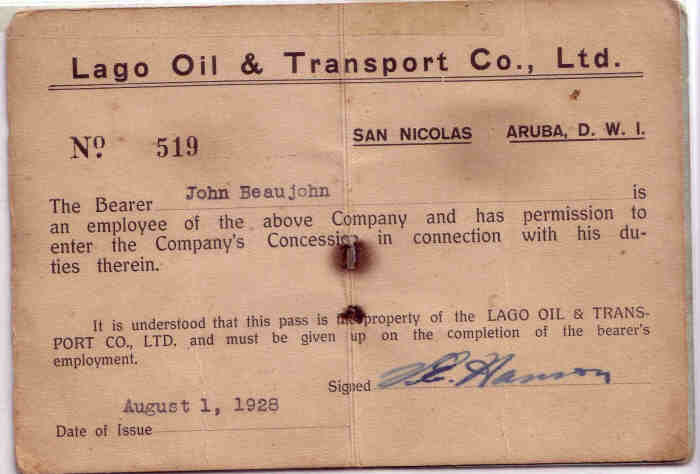 Lago Oil & Transport Co., Ltd.
Nº 519
SAN NICOLAS ARUBA, D. W. I.
The Bearer John Beaujohn is
an employee of the above Company and has permission to
enter the Company's Concession in connection with his du-
ties therein.
It is understood that this pass is the property of the LAGO OIL & TRANS-
PORT CO., LTD. and must be given up on the completion of the bearer's
employment.
Signed E. Hanson
August 1, 1928
Date of Issue